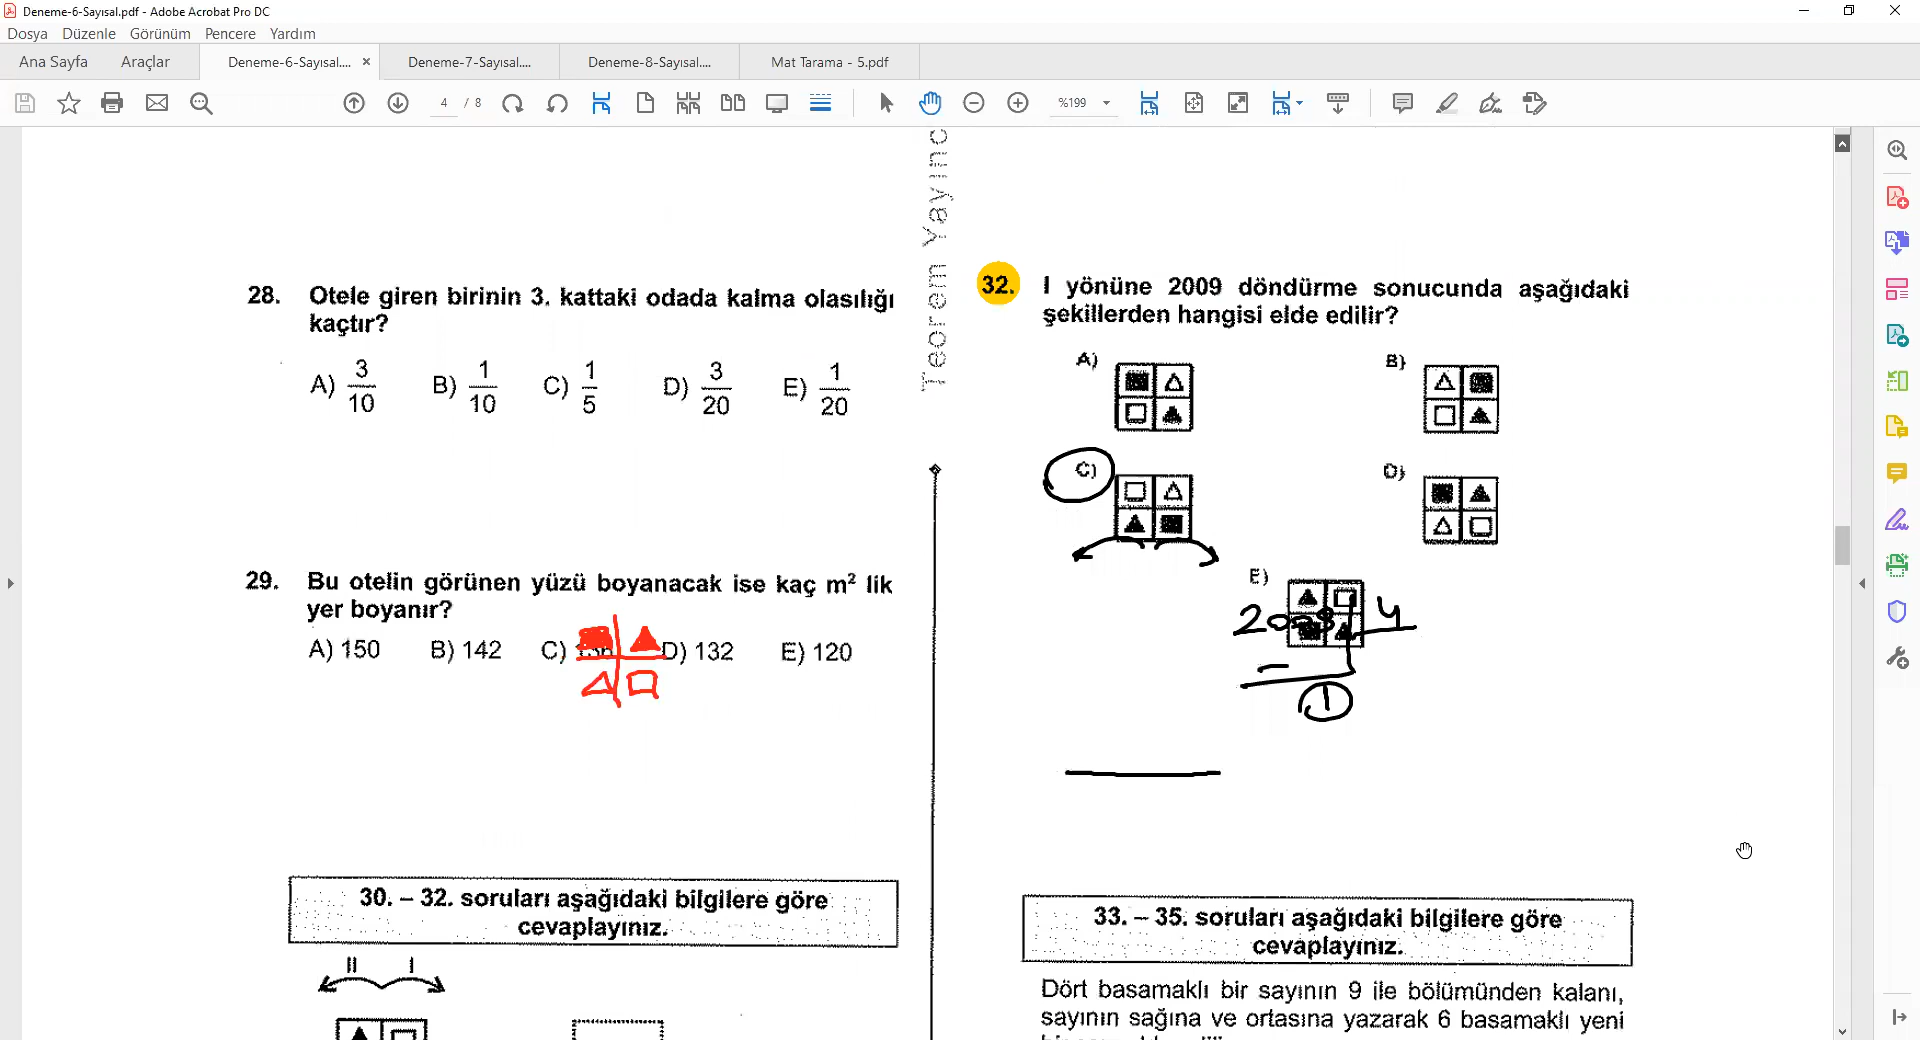 Deneme-6-Sayısal.pdf - Adobe Acrobat Pro DC
Dosya Düzenle Görünüm Pencere Yardım
Ana Sayfa Araçlar Deneme-6-Sayısal.... × Deneme-7-Sayısal.... Deneme-8-Sayısal.... Mat Tarama - 5.pdf
4 / 8 %199
28. Otele giren birinin 3. kattaki odada kalma olasılığı
kaçtır?
A) 3/10 B) 1/10 C) 1/5 D) 3/20 E) 1/20
29. Bu otelin görünen yüzü boyanacak ise kaç m² lik
yer boyanır?
A) 150 B) 142 C) D) 132 E) 120
30. – 32. soruları aşağıdaki bilgilere göre
cevaplayınız.
II I
Teorem Yayınc
32. I yönüne 2009 döndürme sonucunda aşağıdaki
şekillerden hangisi elde edilir?
A) B)
C) D)
E)
4
1
33. – 35. soruları aşağıdaki bilgilere göre
cevaplayınız.
Dört basamaklı bir sayının 9 ile bölümünden kalanı,
sayının sağına ve ortasına yazarak 6 basamaklı yeni